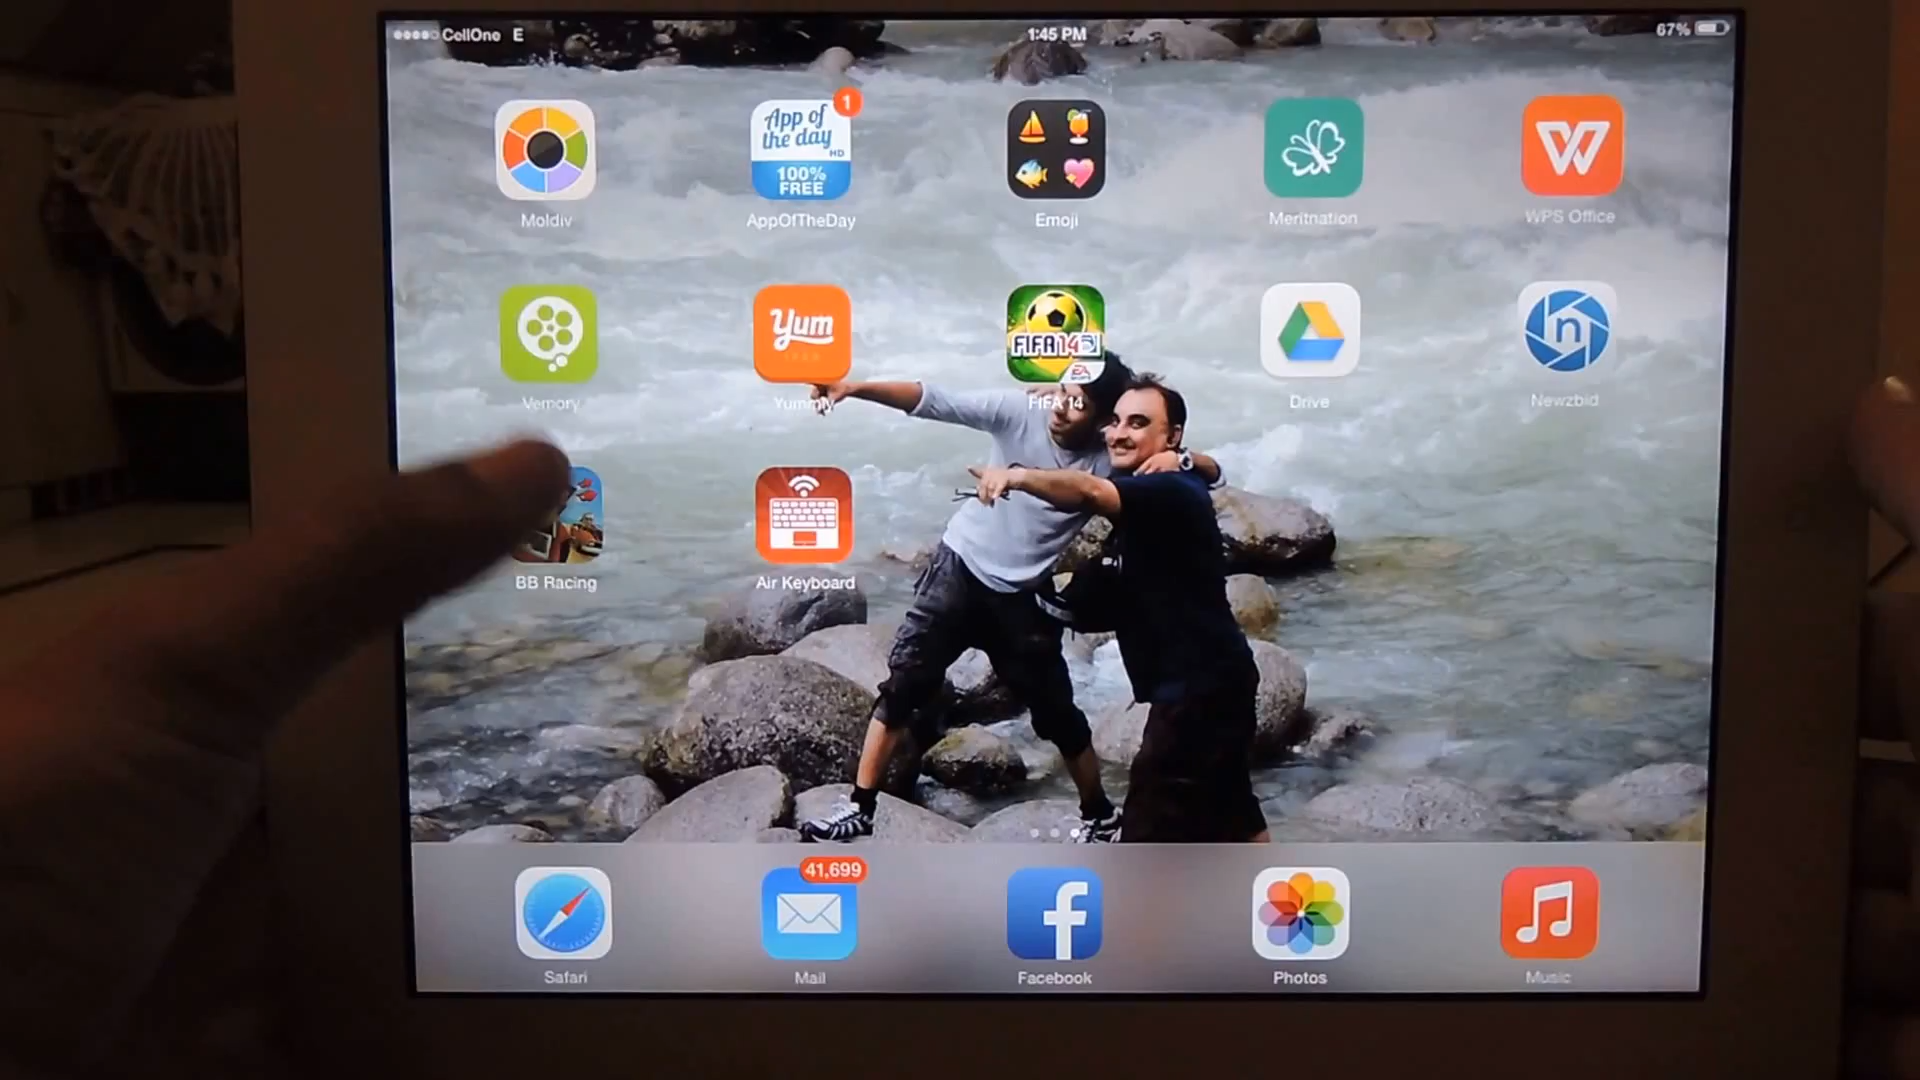 CellOne E
1:45 PM
67%
App of
the day
HD
100%
FREE
1
Moldiv
AppOfTheDay
Emoji
Meritnation
WPS Office
Yum
FIFA 14
EA
SPORTS
n
Vemory
Yummly
FIFA 14
Drive
Newzbid
BB Racing
Air Keyboard
41,699
f
Safari
Mail
Facebook
Photos
Music